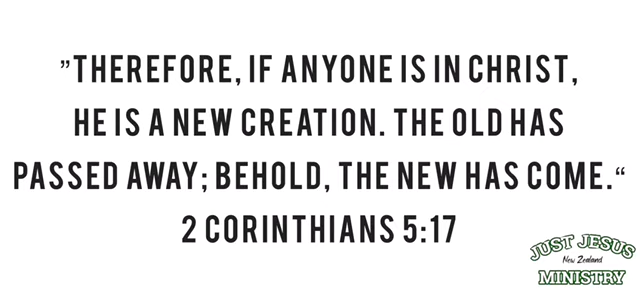 ”THEREFORE, IF ANYONE IS IN CHRIST,
HE IS A NEW CREATION. THE OLD HAS
PASSED AWAY; BEHOLD, THE NEW HAS COME.“
2 CORINTHIANS 5:17
JUST JESUS
New Zealand
MINISTRY